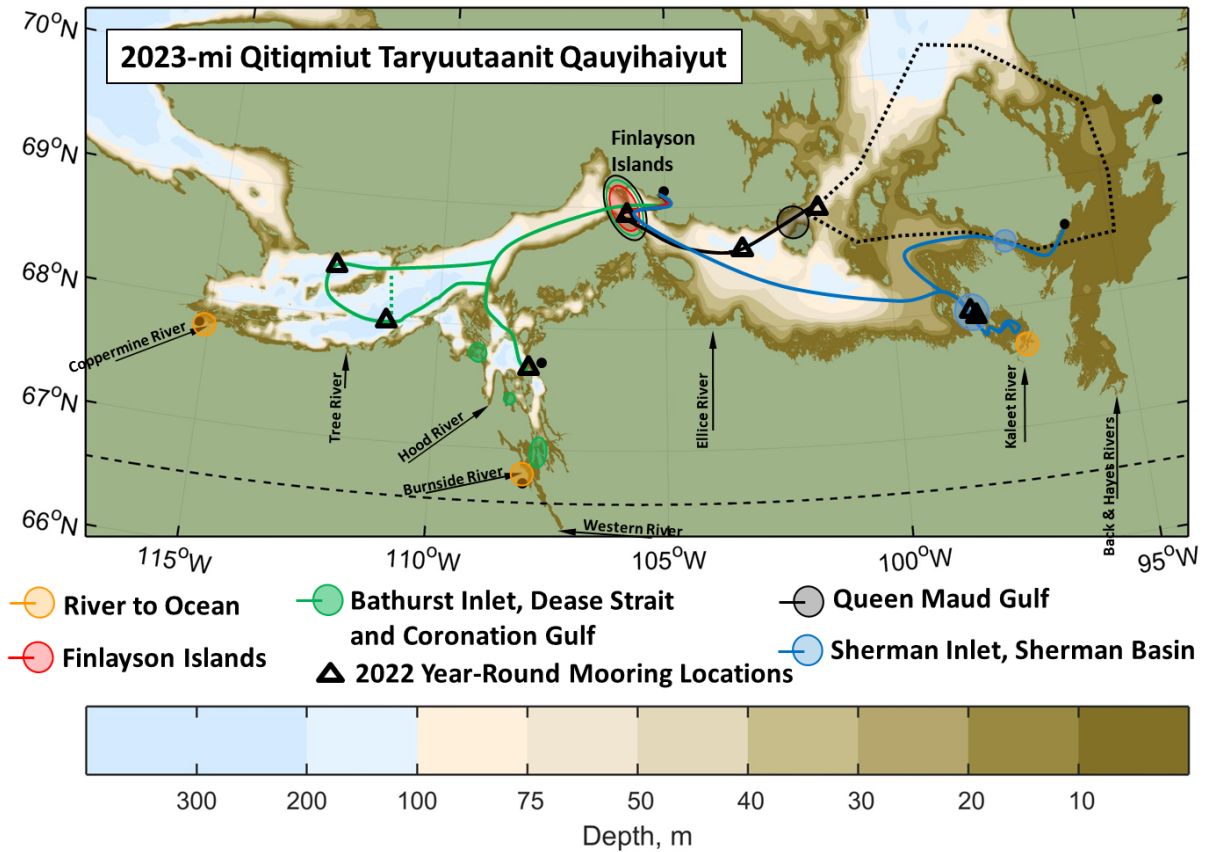 2023-mi Qitiqmiut Taryuutaanit Qauyihaiyut
70°N
69°N
68°N
67°N
66°N
Finlayson
Islands
Coppermine River
Tree River
Hood River
Burnside River
Western River
Ellice River
Kaleet River
Back & Hayes Rivers
115°W
110°W
105°W
100°W
95°W
River to Ocean
Finlayson Islands
Bathurst Inlet, Dease Strait
and Coronation Gulf
2022 Year-Round Mooring Locations
Queen Maud Gulf
Sherman Inlet, Sherman Basin
300 200 100 75 50 40 30 20 10
Depth, m